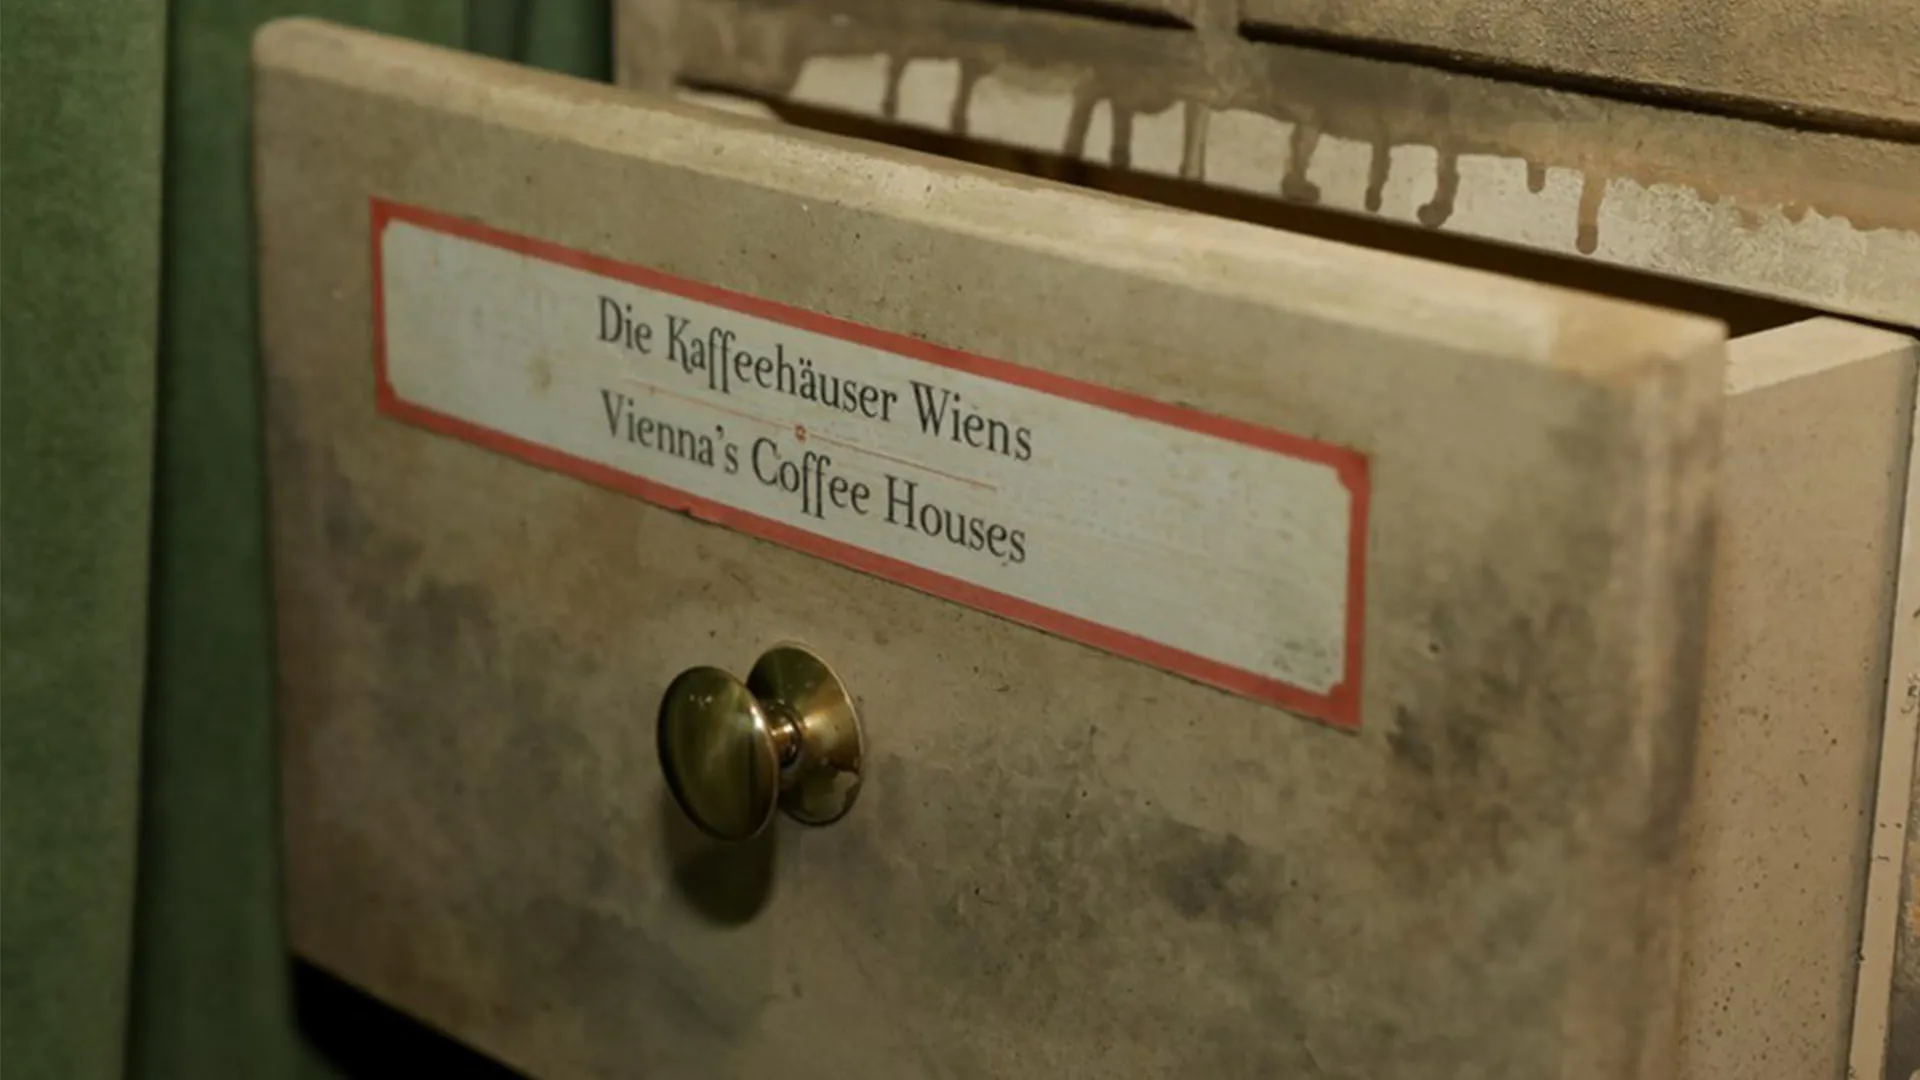 Die Kaffeehäuser Wiens
Vienna's Coffee Houses